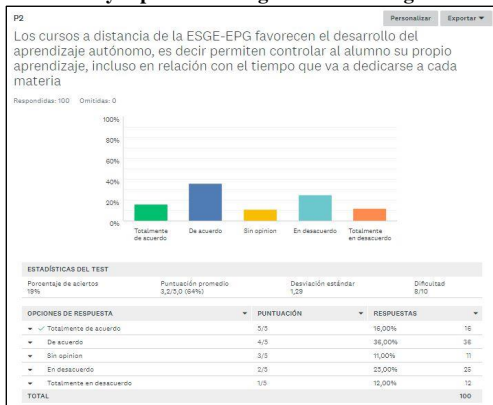 P2
Personalizar Exportar
Los cursos a distancia de la ESGE-EPG favorecen el desarrollo del
aprendizaje autónomo, es decir permiten controlar al alumno su propio
aprendizaje, incluso en relación con el tiempo que va a dedicarse a cada
materia
Respondidas: 100 Omitidas: 0
100%
80%
60%
40%
20%
0%
Totalmente de acuerdo
De acuerdo
Sin opinion
En desacuerdo
Totalmente en desacuerdo
ESTADÍSTICAS DEL TEST
Porcentaje de aciertos Puntuación promedio Desviación estándar Dificultad
19% 3,2/5,0 (64%) 1,29 8/10
OPCIONES DE RESPUESTA PUNTUACIÓN RESPUESTAS
Totalmente de acuerdo 5/5 16,00% 16
De acuerdo 4/5 36,00% 36
Sin opinion 3/5 11,00% 11
En desacuerdo 2/5 25,00% 25
Totalmente en desacuerdo 1/5 12,00% 12
TOTAL 100